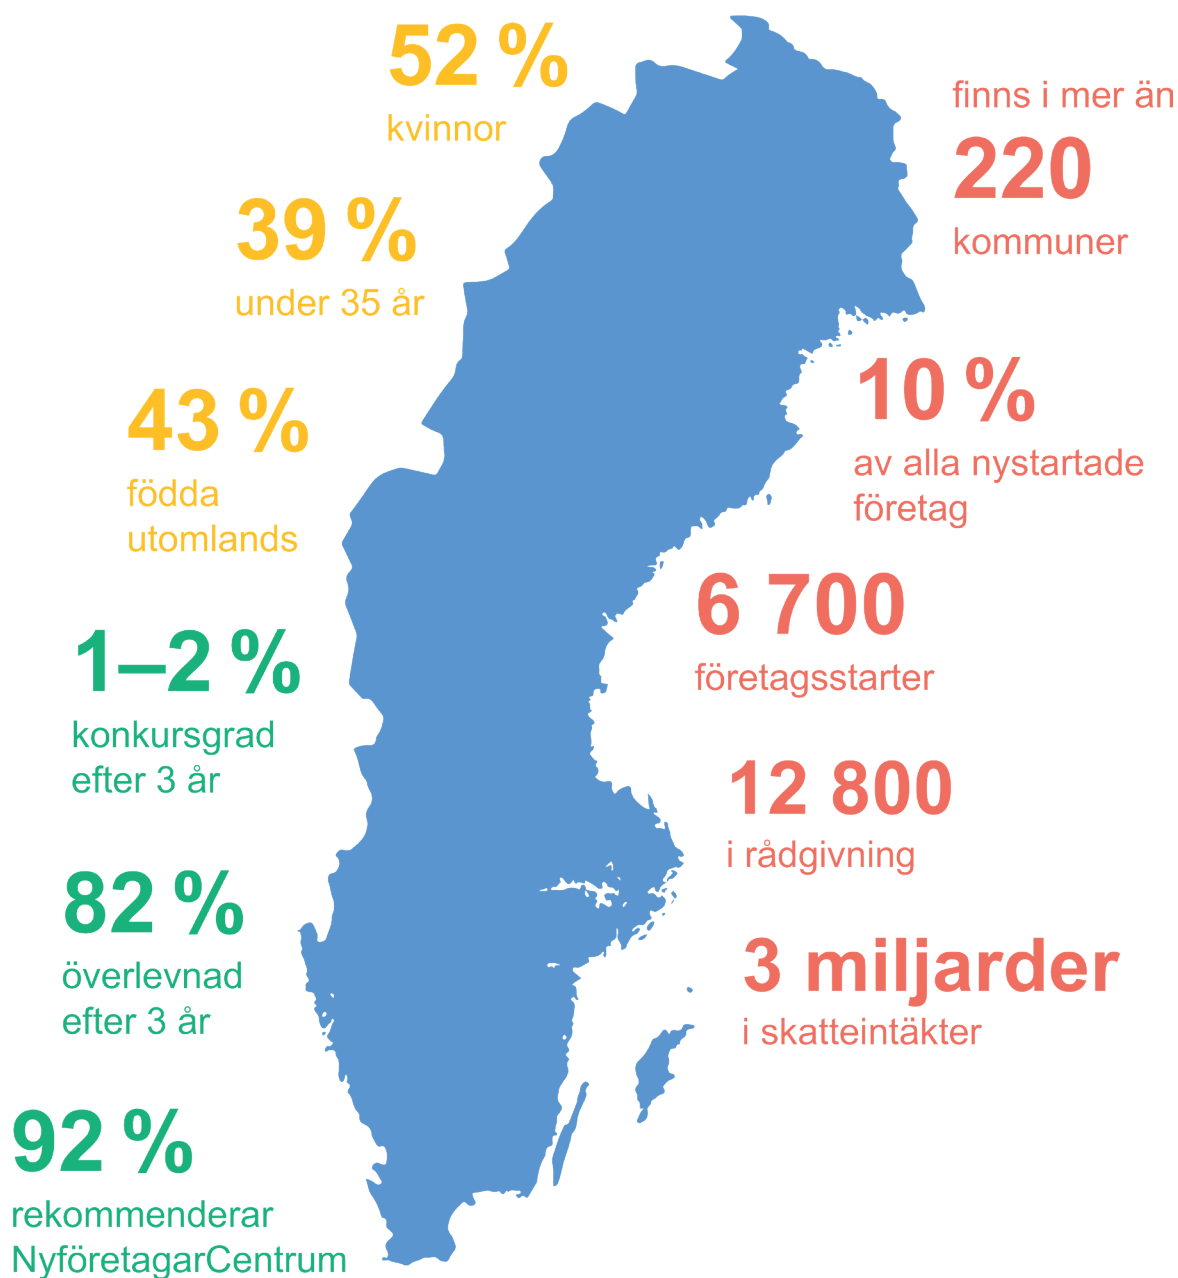 52 %
kvinnor
39 %
under 35 år
43 %
födda
utomlands
1–2 %
konkursgrad
efter 3 år
82 %
överlevnad
efter 3 år
92 %
rekommenderar
NyföretagarCentrum
finns i mer än
220
kommuner
10 %
av alla nystartade
företag
6 700
företagsstarter
12 800
i rådgivning
3 miljarder
i skatteintäkter